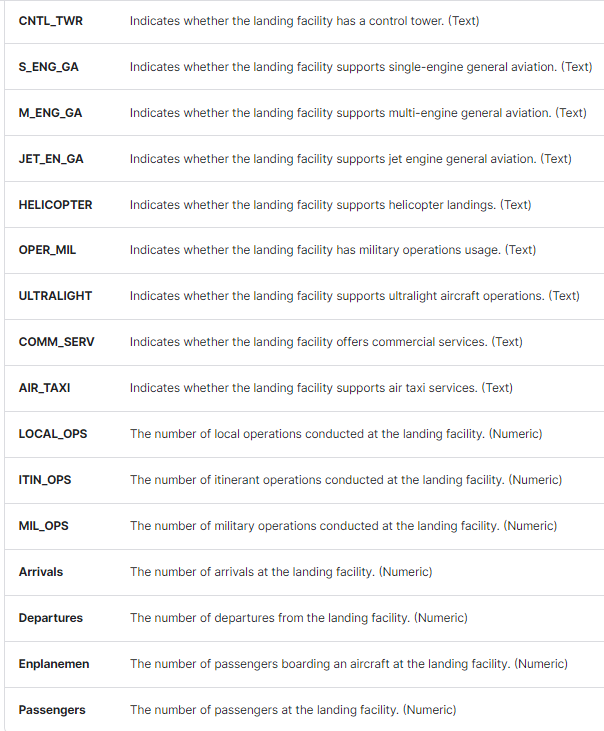 CNTL_TWR Indicates whether the landing facility has a control tower. (Text)
S_ENG_GA Indicates whether the landing facility supports single-engine general aviation. (Text)
M_ENG_GA Indicates whether the landing facility supports multi-engine general aviation. (Text)
JET_EN_GA Indicates whether the landing facility supports jet engine general aviation. (Text)
HELICOPTER Indicates whether the landing facility supports helicopter landings. (Text)
OPER_MIL Indicates whether the landing facility has military operations usage. (Text)
ULTRALIGHT Indicates whether the landing facility supports ultralight aircraft operations. (Text)
COMM_SERV Indicates whether the landing facility offers commercial services. (Text)
AIR_TAXI Indicates whether the landing facility supports air taxi services. (Text)
LOCAL_OPS The number of local operations conducted at the landing facility. (Numeric)
ITIN_OPS The number of itinerant operations conducted at the landing facility. (Numeric)
MIL_OPS The number of military operations conducted at the landing facility. (Numeric)
Arrivals The number of arrivals at the landing facility. (Numeric)
Departures The number of departures from the landing facility. (Numeric)
Enplanemen The number of passengers boarding an aircraft at the landing facility. (Numeric)
Passengers The number of passengers at the landing facility. (Numeric)